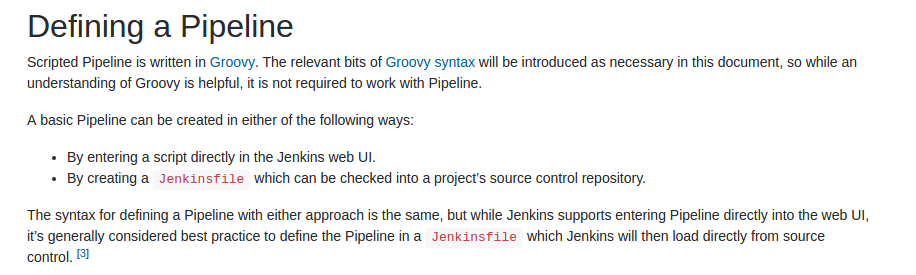 Defining a Pipeline
Scripted Pipeline is written in Groovy. The relevant bits of Groovy syntax will be introduced as necessary in this document, so while an
understanding of Groovy is helpful, it is not required to work with Pipeline.
A basic Pipeline can be created in either of the following ways:
• By entering a script directly in the Jenkins web UI.
• By creating a Jenkinsfile which can be checked into a project’s source control repository.
The syntax for defining a Pipeline with either approach is the same, but while Jenkins supports entering Pipeline directly into the web UI,
it’s generally considered best practice to define the Pipeline in a Jenkinsfile which Jenkins will then load directly from source
control. [3]